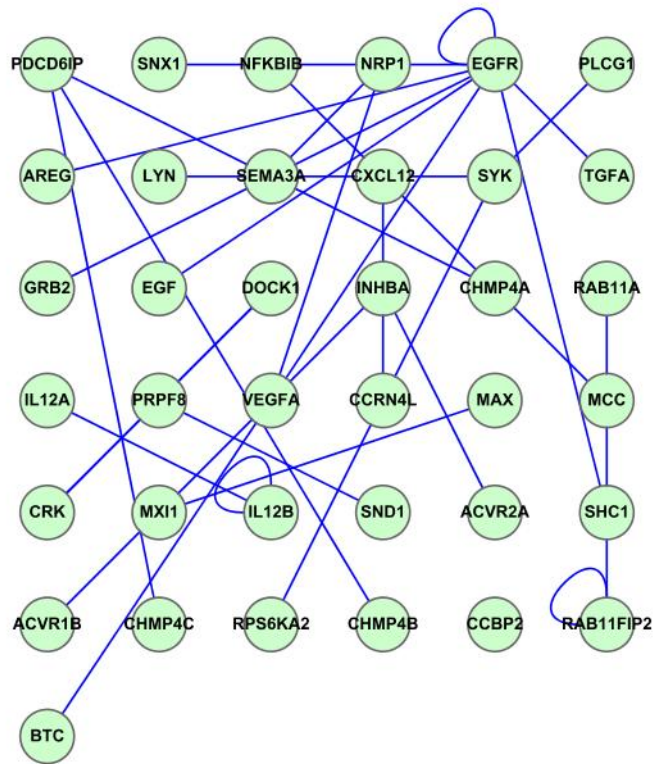 PDCD6IP SNX1 NFKBIB NRP1 EGFR PLCG1
AREG LYN SEMA3A CXCL12 SYK TGFA
GRB2 EGF DOCK1 INHBA CHMP4A RAB11A
IL12A PRPF8 VEGFA CCRN4L MAX MCC
CRK MXI1 IL12B SND1 ACVR2A SHC1
ACVR1B CHMP4C RPS6KA2 CHMP4B CCBP2 RAB11FIP2
BTC